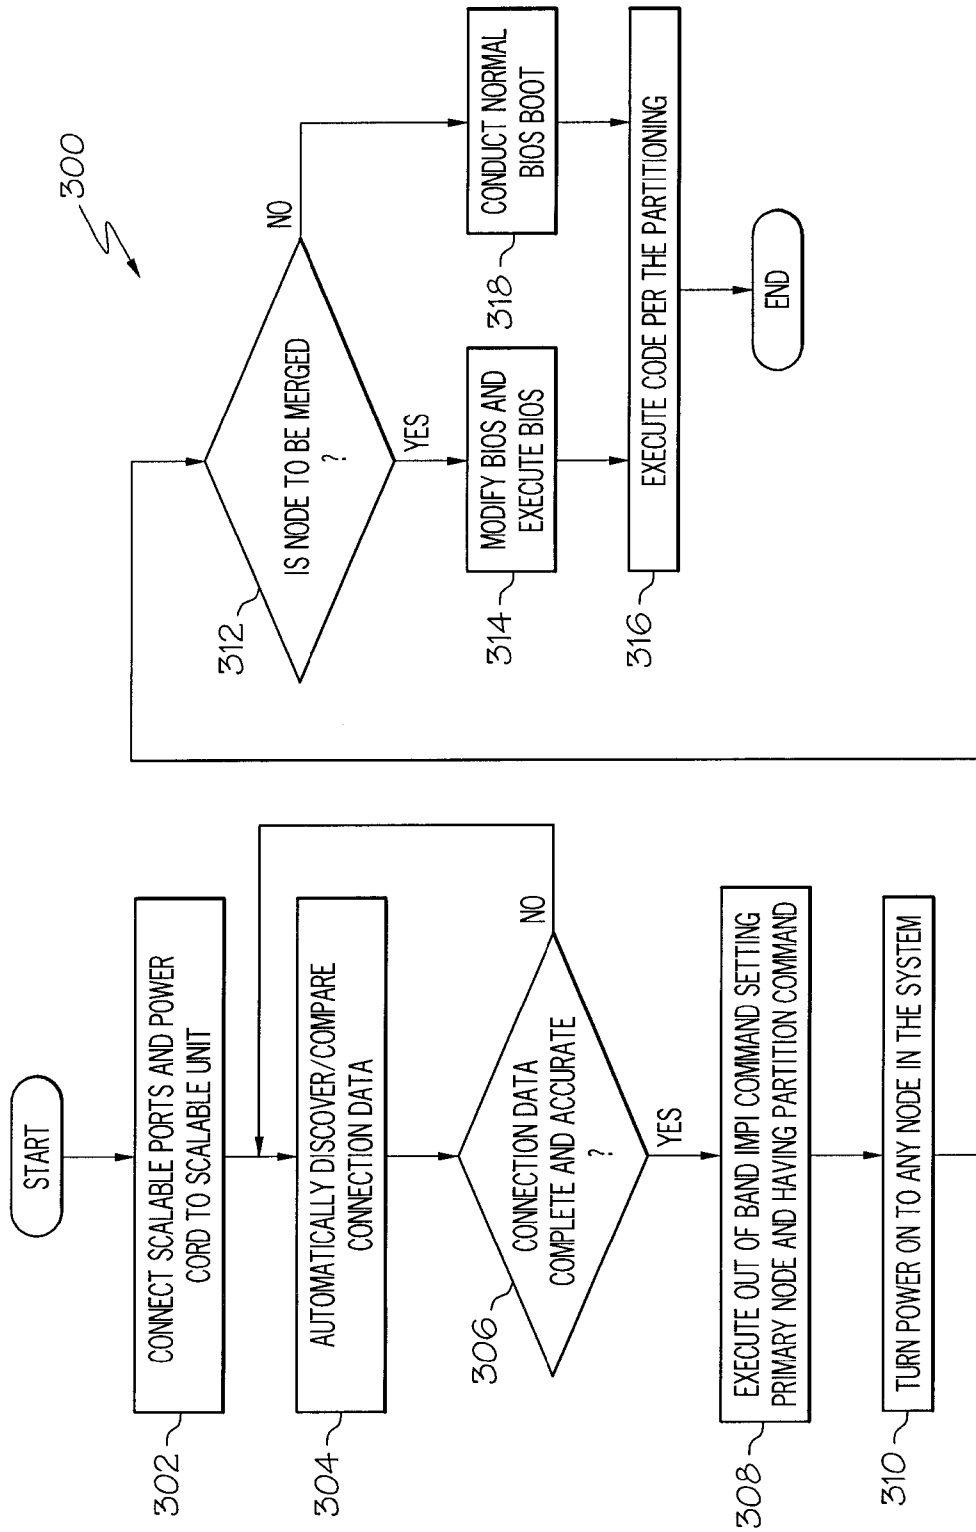 START
CONNECT SCALABLE PORTS AND POWER
CORD TO SCALABLE UNIT
302
AUTOMATICALLY DISCOVER/COMPARE
CONNECTION DATA
304
CONNECTION DATA
COMPLETE AND ACCURATE
?
306
NO
YES
EXECUTE OUT OF BAND IMPI COMMAND SETTING
PRIMARY NODE AND HAVING PARTITION COMMAND
308
TURN POWER ON TO ANY NODE IN THE SYSTEM
310
300
IS NODE TO BE MERGED
?
312
NO
YES
MODIFY BIOS AND
EXECUTE BIOS
314
CONDUCT NORMAL
BIOS BOOT
318
EXECUTE CODE PER THE PARTITIONING
316
END